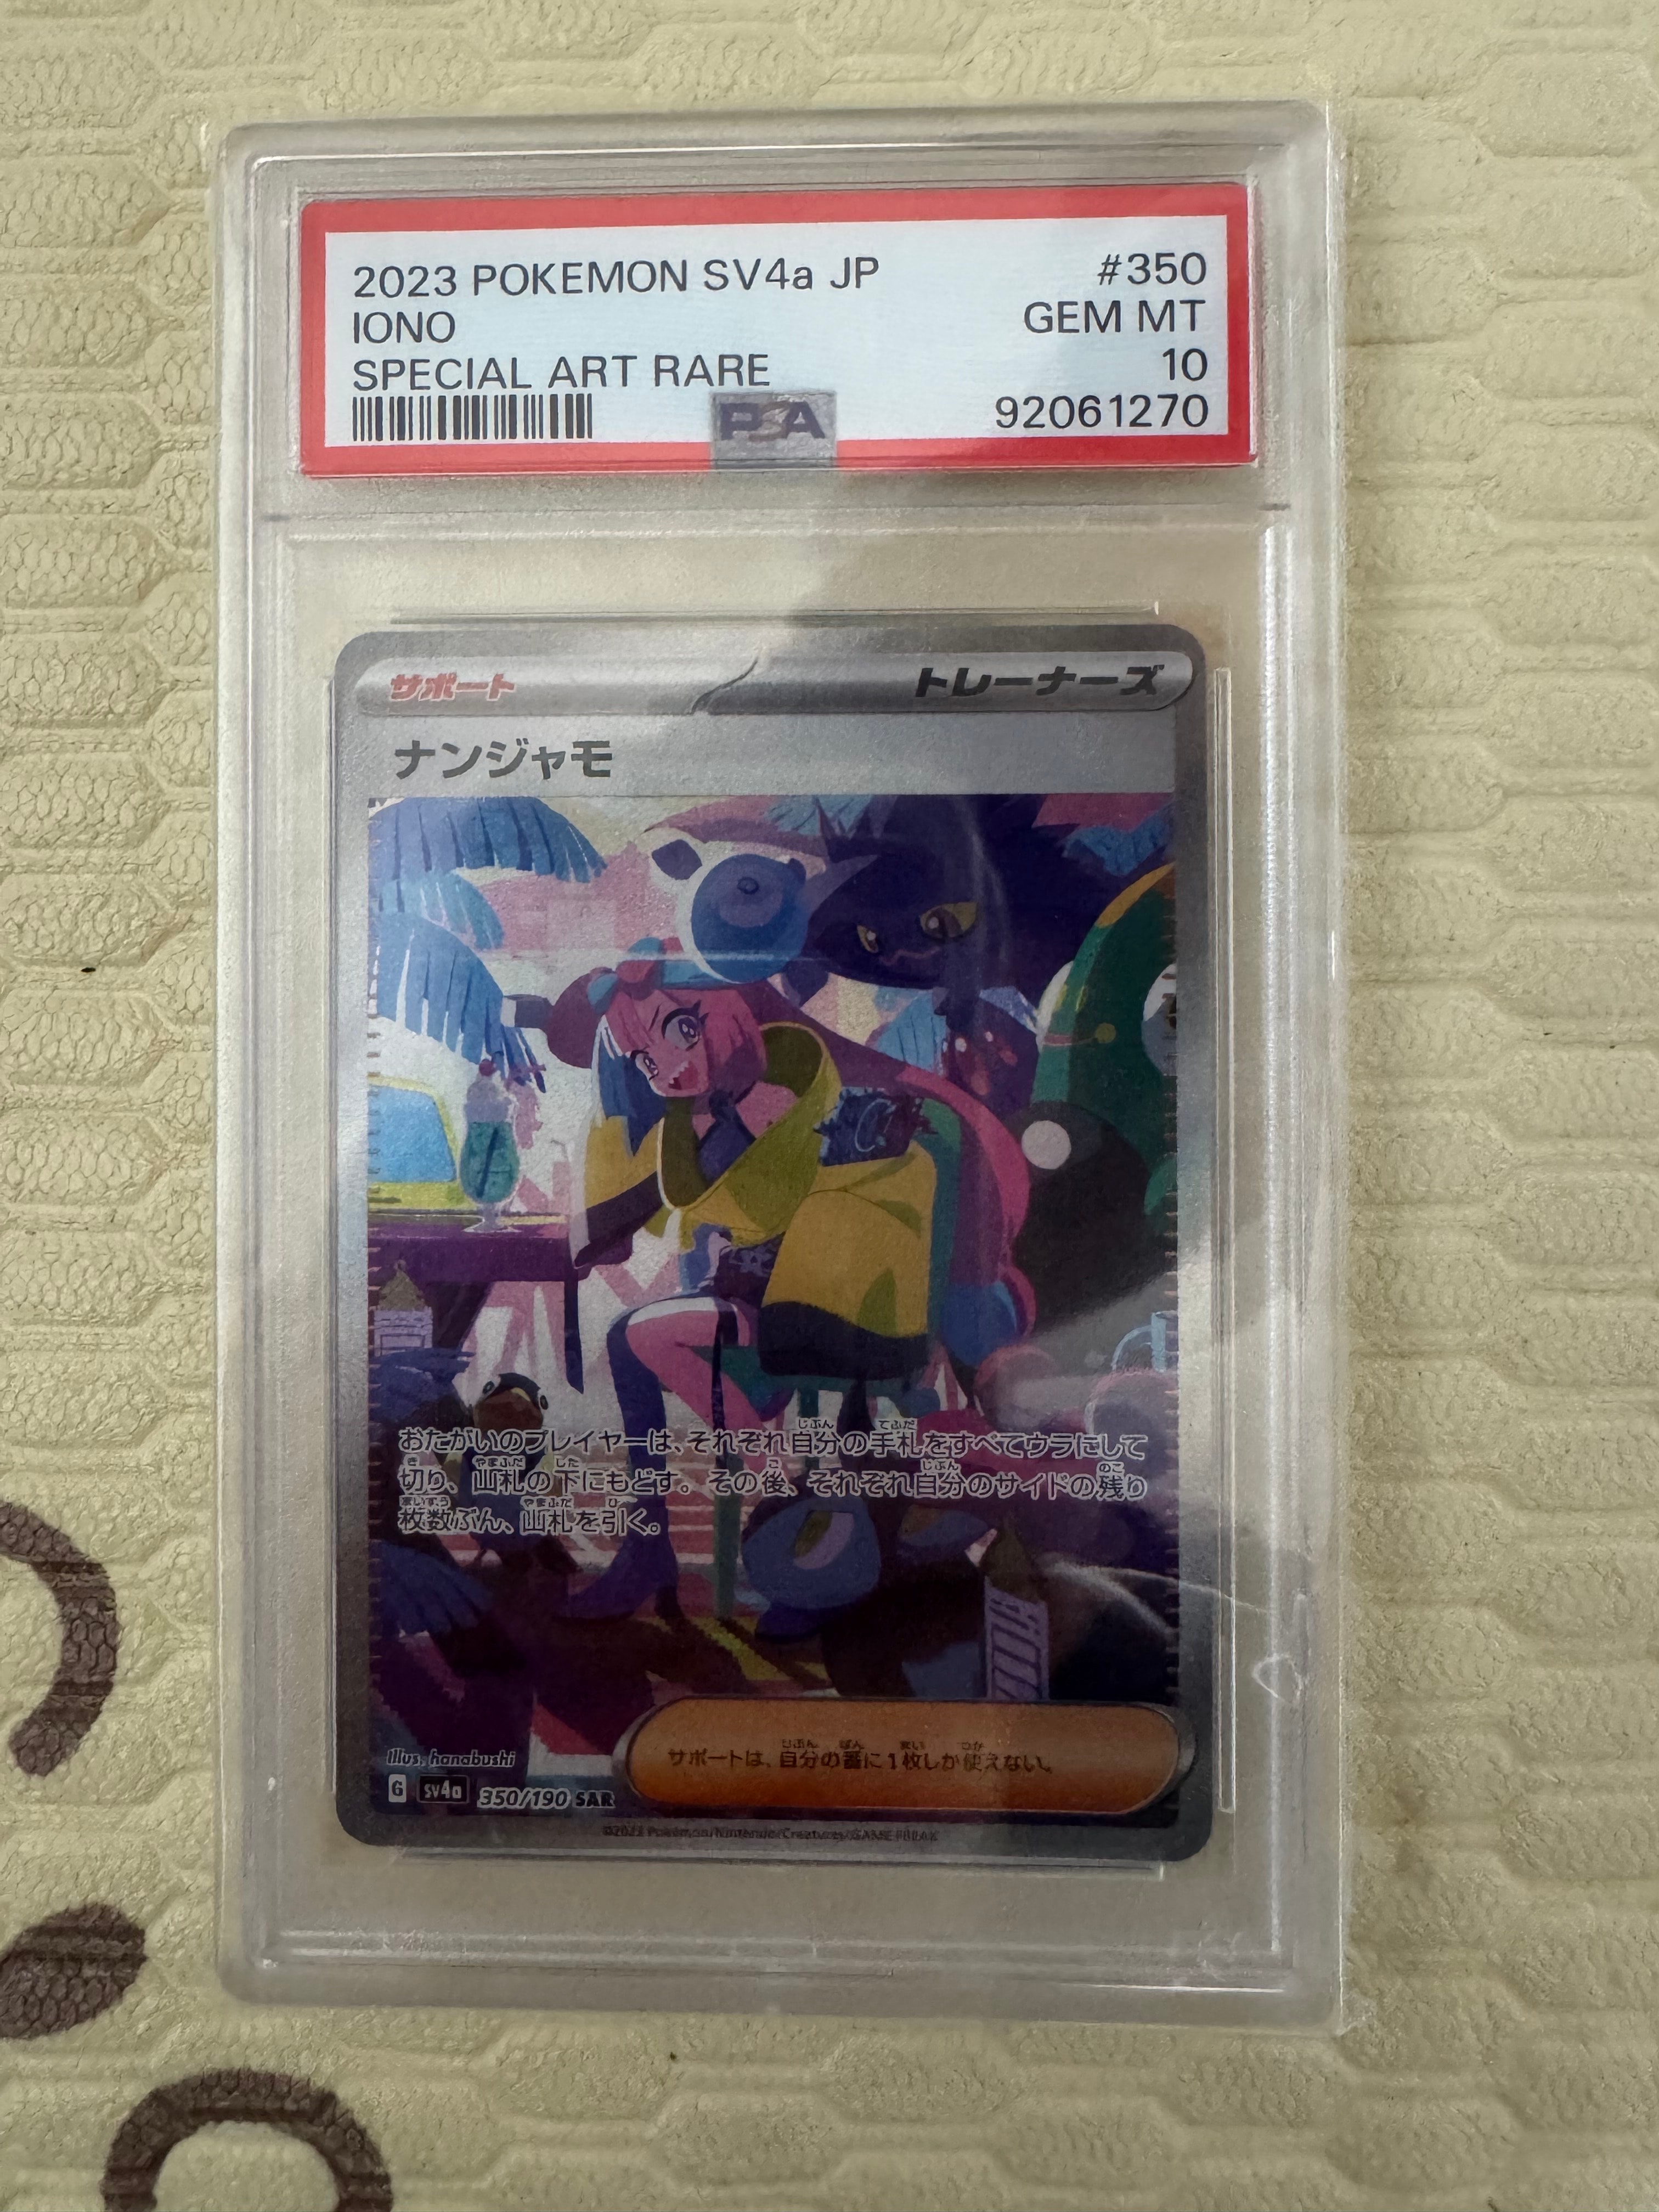 2023 POKEMON SV4a JP #350
IONO GEM MT
SPECIAL ART RARE 10
PSA 92061270
サポート トレーナーズ
ナンジャモ
おたがいのプレイヤーは、それぞれ自分の手札をすべてウラにして
切り、山札の下にもどす。その後、それぞれ自分のサイドの残り
枚数ぶん、山札を引く。
サポートは、自分の番に1枚しか使えない。
Illus. hanabushi
G sv4a 350/190 SAR
©2023 Pokémon/Nintendo/Creatures/GAME FREAK